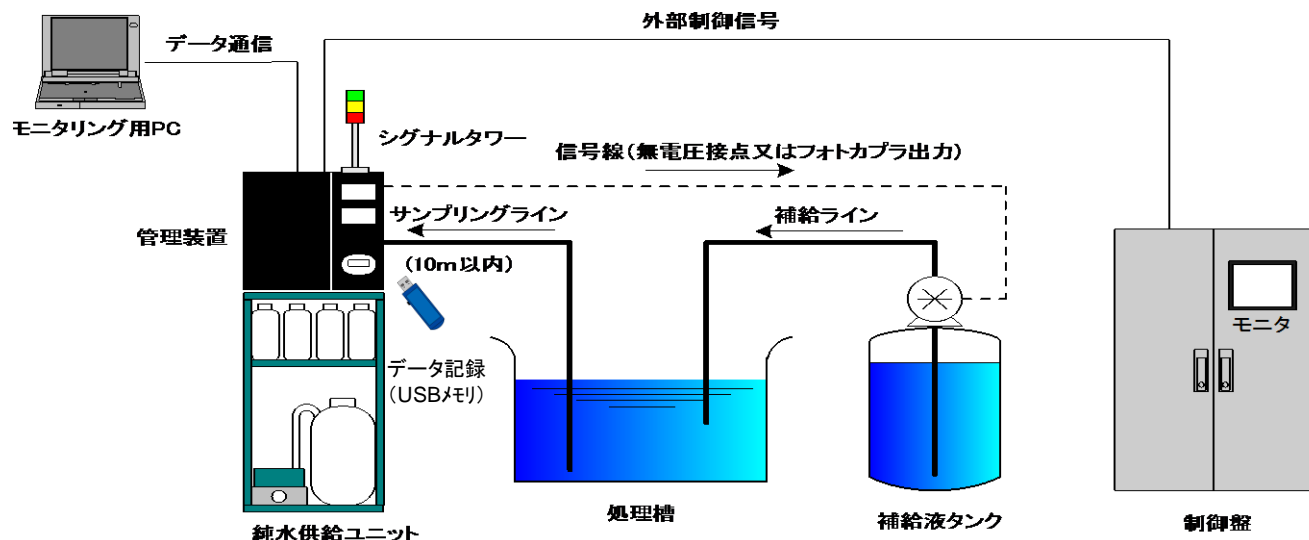 外部制御信号
データ通信
モニタリング用PC
シグナルタワー
信号線(無電圧接点又はフォトカプラ出力)
管理装置
サンプリングライン
(10m以内)
補給ライン
モニタ
データ記録
(USBメモリ)
処理槽
補給液タンク
制御盤
純水供給ユニット